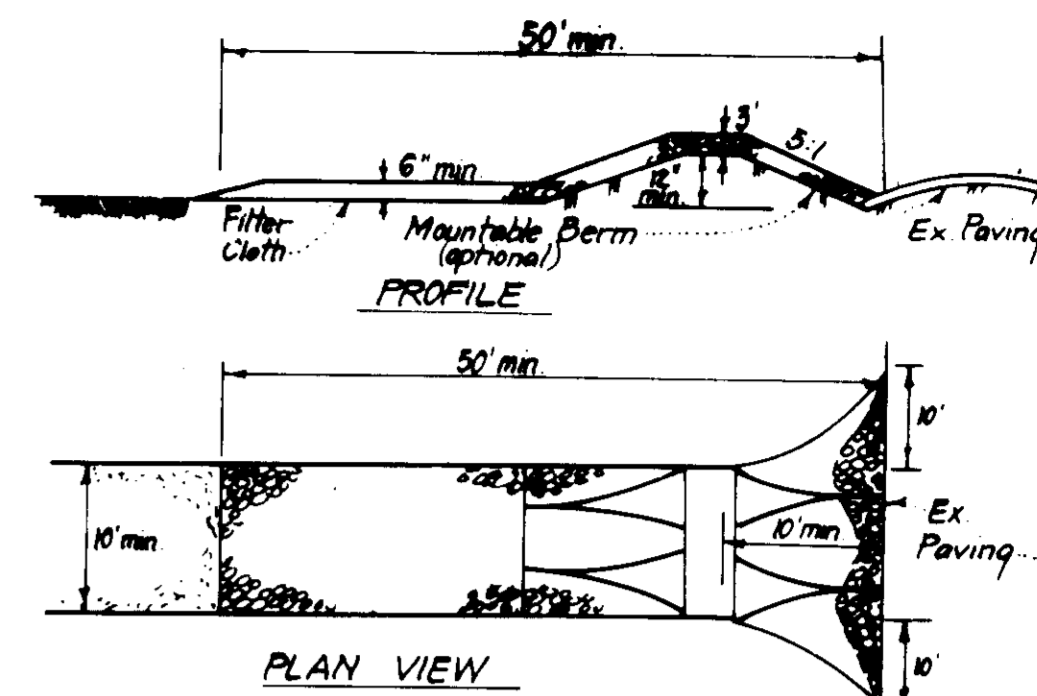 50' min.
3'
5:1
6" min
12"
min
Filter
Cloth
Mountable Berm
(optional)
Ex. Paving
PROFILE
50' min.
10'
10' min
10' min
Ex.
Paving
10'
PLAN VIEW